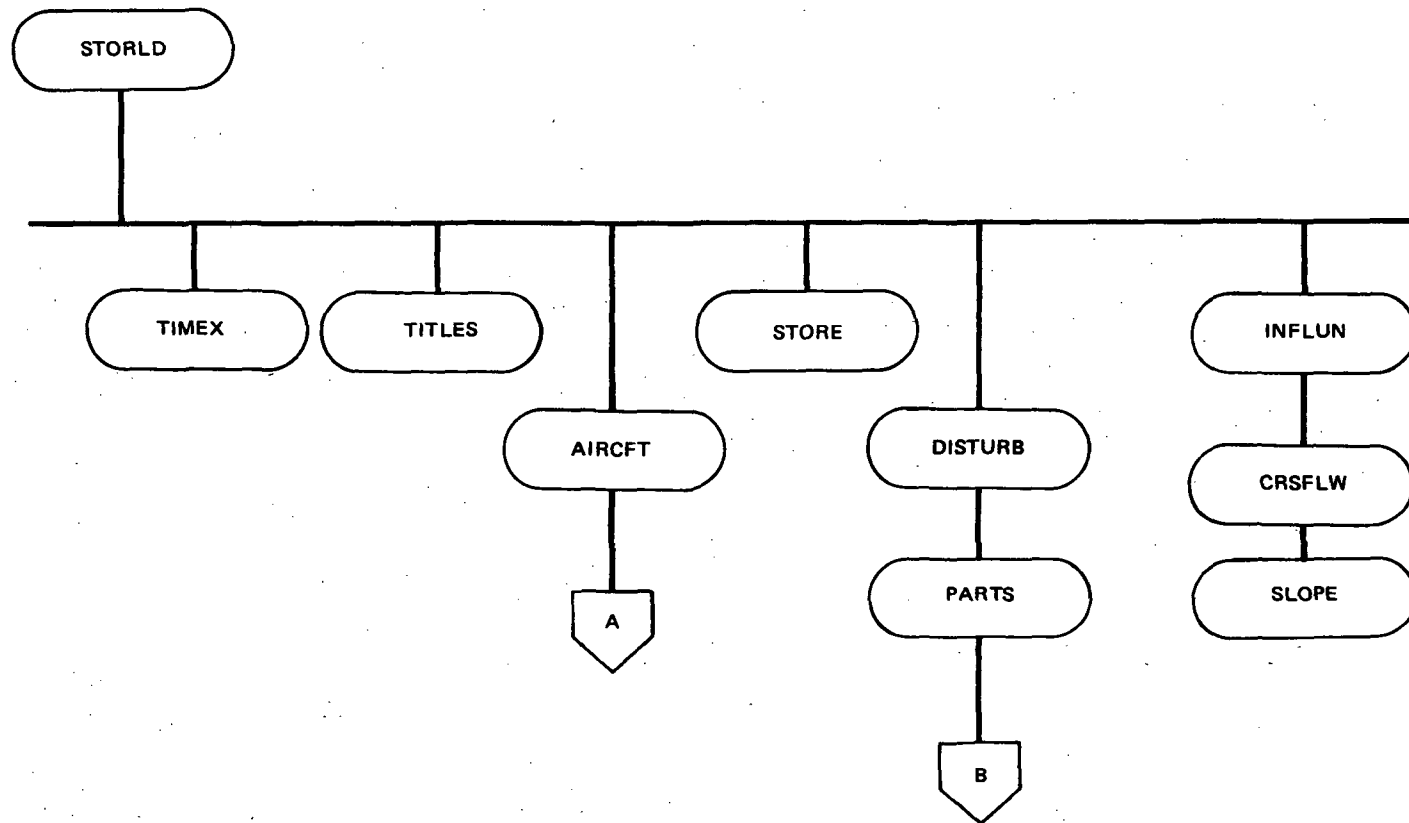 STORLD
TIMEX
TITLES
STORE
INFLUN
AIRCFT
DISTURB
CRSFLW
PARTS
SLOPE
A
B